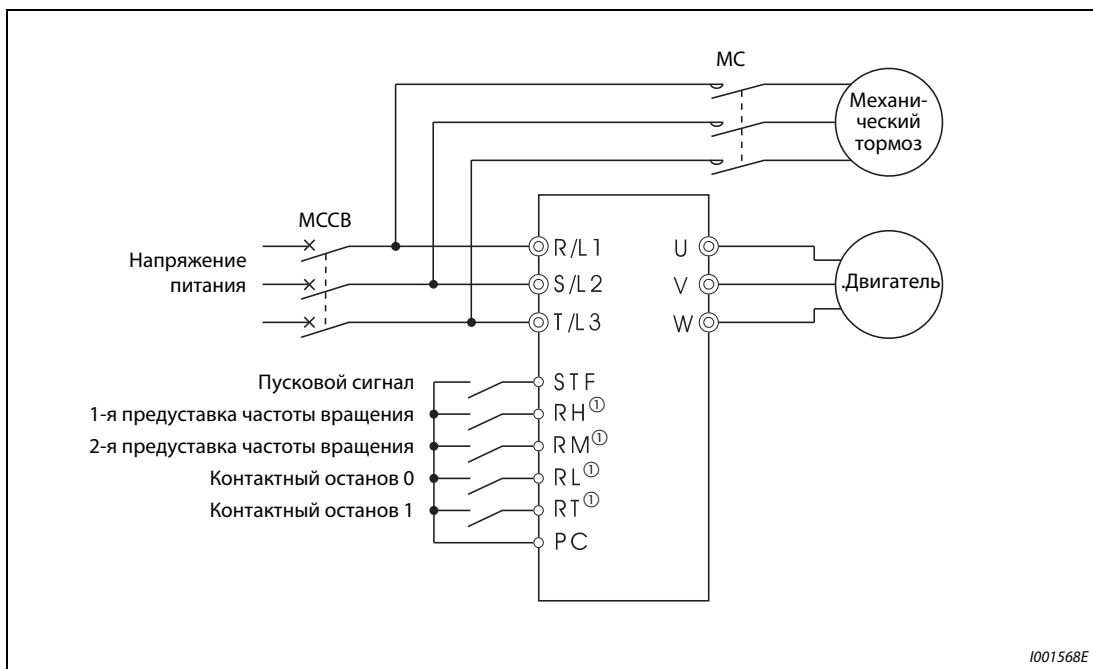 MC
Механи-
ческий
тормоз
MCCB
Напряжение
питания
R/L1
S/L2
T/L3
U
V
W
.Двигатель
Пусковой сигнал
STF
1-я предуставка частоты вращения
RH①
2-я предуставка частоты вращения
RM①
Контактный останов 0
RL①
Контактный останов 1
RT①
PC
I001568E